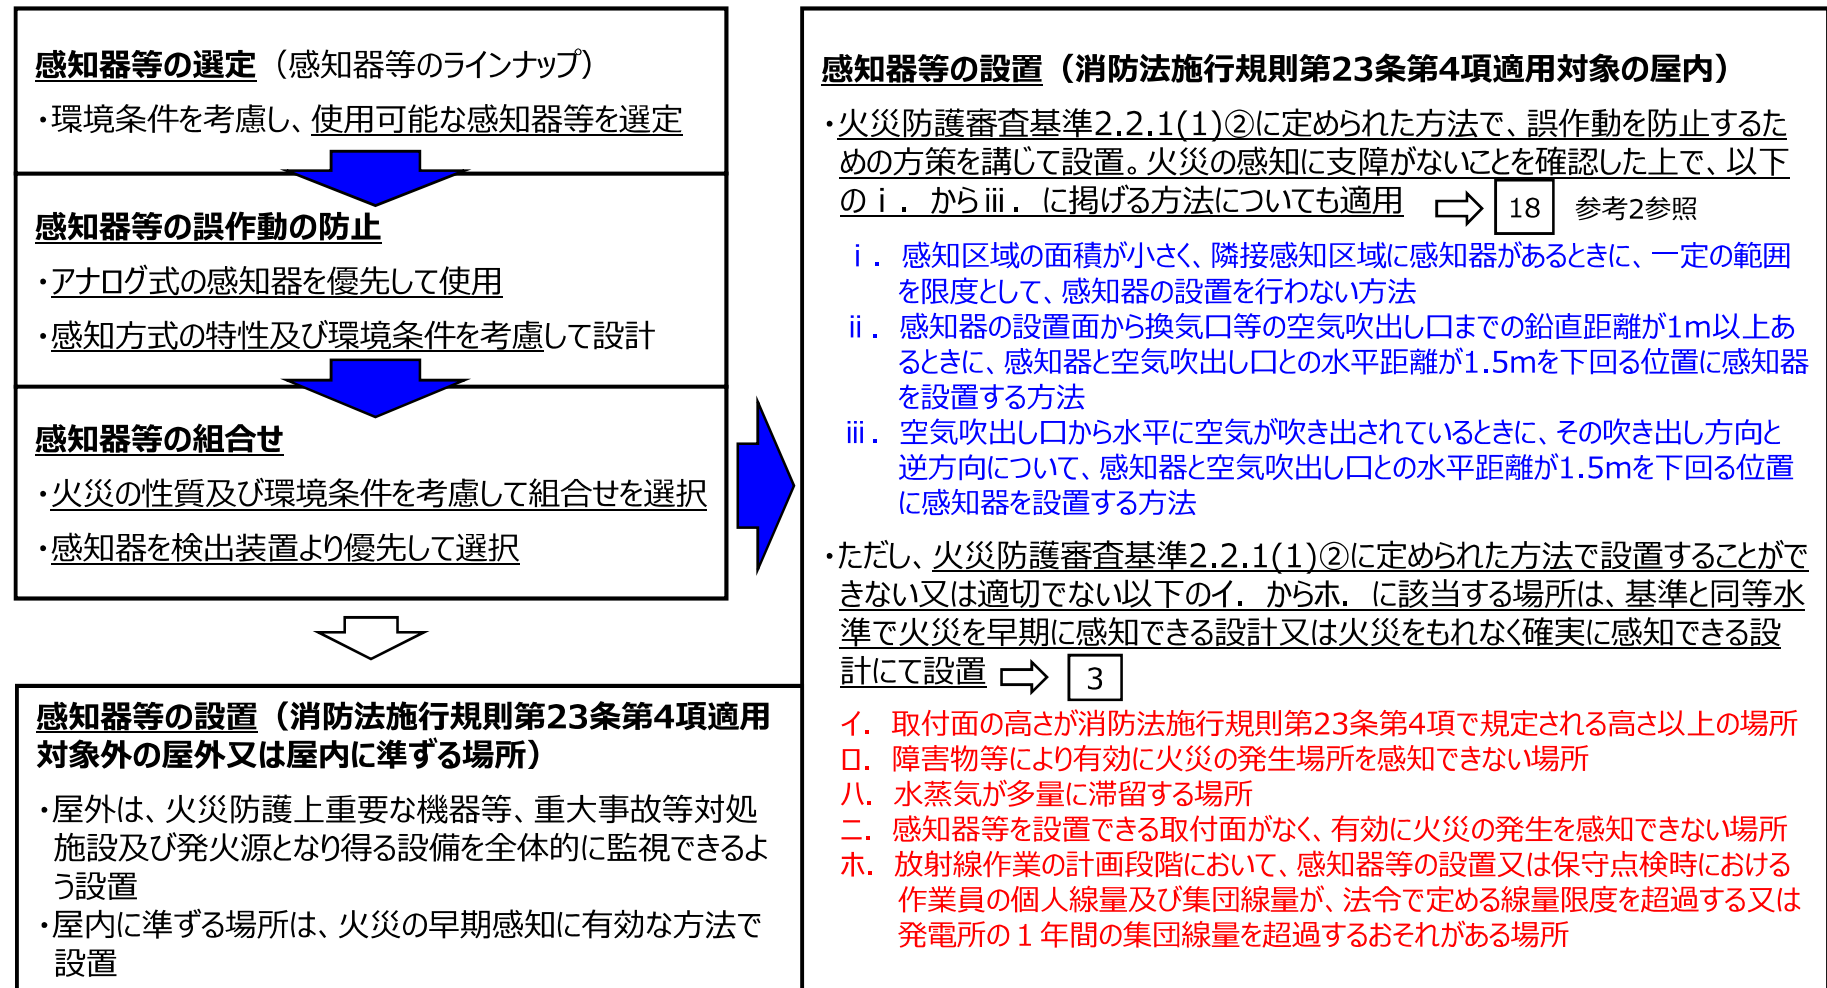 感知器等の選定（感知器等のラインナップ）
・環境条件を考慮し、使用可能な感知器等を選定
感知器等の誤作動の防止
・アナログ式の感知器を優先して使用
・感知方式の特性及び環境条件を考慮して設計
感知器等の組合せ
・火災の性質及び環境条件を考慮して組合せを選択
・感知器を検出装置より優先して選択
感知器等の設置（消防法施行規則第23条第4項適用
対象外の屋外又は屋内に準ずる場所）
・屋外は、火災防護上重要な機器等、重大事故等対処
施設及び発火源となり得る設備を全体的に監視できるよ
う設置
・屋内に準ずる場所は、火災の早期感知に有効な方法で
設置
感知器等の設置（消防法施行規則第23条第4項適用対象の屋内）
・火災防護審査基準2.2.1(1)②に定められた方法で、誤作動を防止するた
めの方策を講じて設置。火災の感知に支障がないことを確認した上で、以下
のⅰ．からⅲ．に掲げる方法についても適用 18 参考2参照
ⅰ．感知区域の面積が小さく、隣接感知区域に感知器があるときに、一定の範囲
を限度として、感知器の設置を行わない方法
ⅱ．感知器の設置面から換気口等の空気吹出し口までの鉛直距離が1m以上あ
るときに、感知器と空気吹出し口との水平距離が1.5mを下回る位置に感知器
を設置する方法
ⅲ．空気吹出し口から水平に空気が吹き出されているときに、その吹き出し方向と
逆方向について、感知器と空気吹出し口との水平距離が1.5mを下回る位置
に感知器を設置する方法
・ただし、火災防護審査基準2.2.1(1)②に定められた方法で設置することがで
きない又は適切でない以下のイ．からホ．に該当する場所は、基準と同等水
準で火災を早期に感知できる設計又は火災をもれなく確実に感知できる設
計にて設置 3
イ．取付面の高さが消防法施行規則第23条第4項で規定される高さ以上の場所
ロ．障害物等により有効に火災の発生場所を感知できない場所
ハ．水蒸気が多量に滞留する場所
ニ．感知器等を設置できる取付面がなく、有効に火災の発生を感知できない場所
ホ．放射線作業の計画段階において、感知器等の設置又は保守点検時における
作業員の個人線量及び集団線量が、法令で定める線量限度を超過する又は
発電所の１年間の集団線量を超過するおそれがある場所